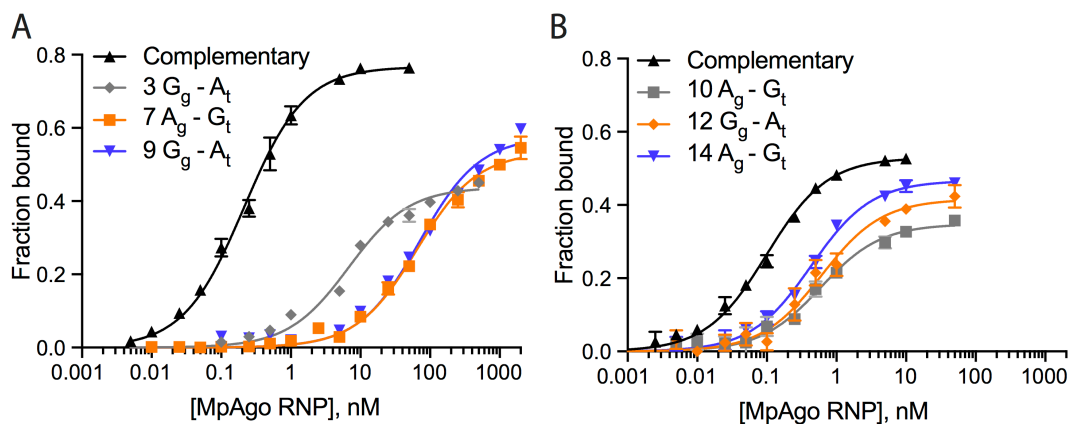 A
Complementary
3 Gg - At
7 Ag - Gt
9 Gg - At
Fraction bound
0.8
0.6
0.4
0.2
0.0
0.001 0.01 0.1 1 10 100 1000
[MpAgo RNP], nM
B
Complementary
10 Ag - Gt
12 Gg - At
14 Ag - Gt
Fraction bound
0.8
0.6
0.4
0.2
0.0
0.001 0.01 0.1 1 10 100 1000
[MpAgo RNP], nM